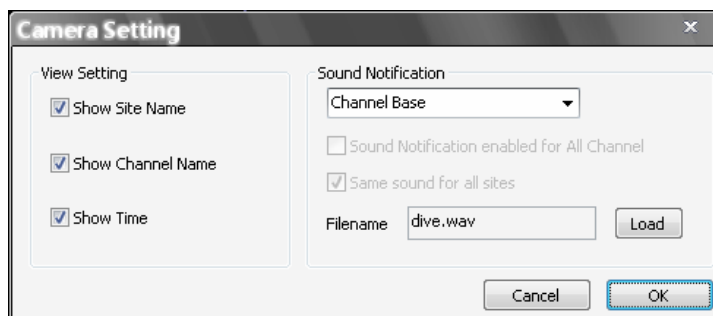 Camera Setting
View Setting
Show Site Name
Show Channel Name
Show Time
Sound Notification
Channel Base
Sound Notification enabled for All Channel
Same sound for all sites
Filename dive.wav Load
Cancel OK